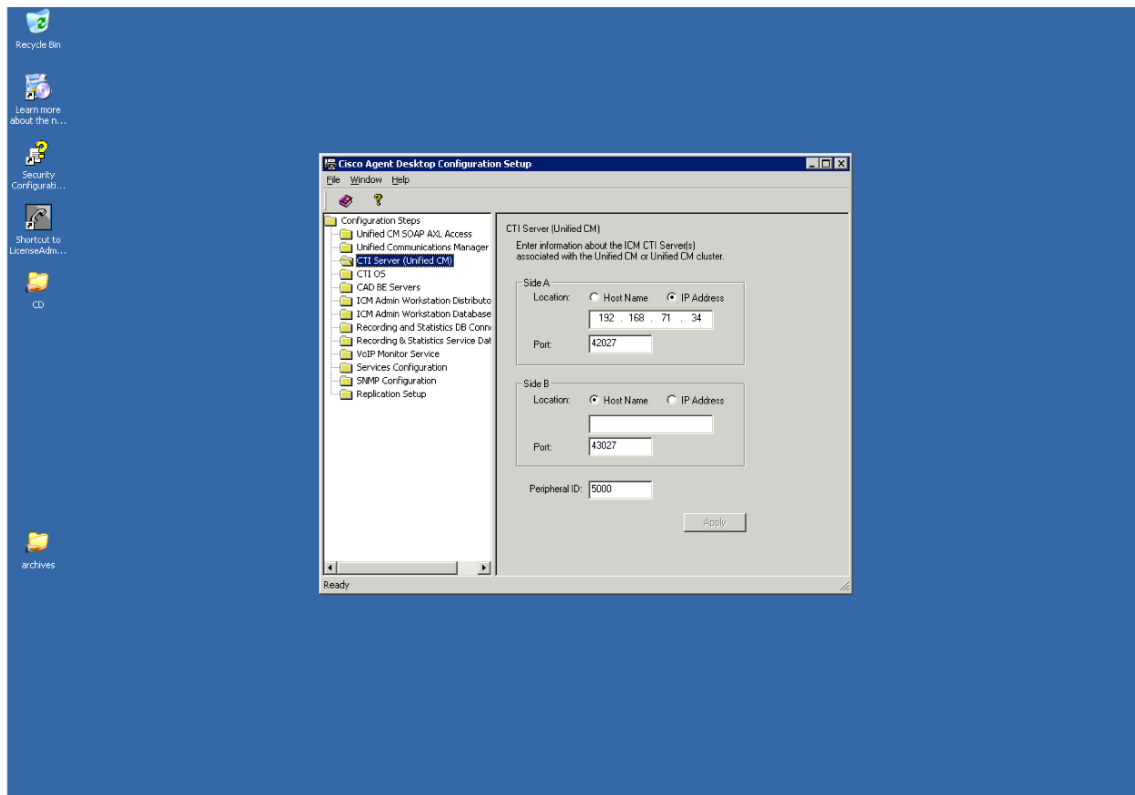 Recycle Bin
Learn more
about the n...
Security
Configurati...
Shortcut to
LicenseAdm...
CD
archives
Cisco Agent Desktop Configuration Setup
File Window Help
Configuration Steps
Unified CM SOAP AXL Access
Unified Communications Manager
CTI Server (Unified CM)
CTI OS
CAD BE Servers
ICM Admin Workstation Distributo
ICM Admin Workstation Database
Recording and Statistics DB Conn
Recording & Statistics Service Dat
VoIP Monitor Service
Services Configuration
SNMP Configuration
Replication Setup
CTI Server (Unified CM)
Enter information about the ICM CTI Server(s)
associated with the Unified CM or Unified CM cluster.
Side A
Location: Host Name IP Address
192 . 168 . 71 . 34
Port: 42027
Side B
Location: Host Name IP Address
Port: 43027
Peripheral ID: 5000
Apply
Ready